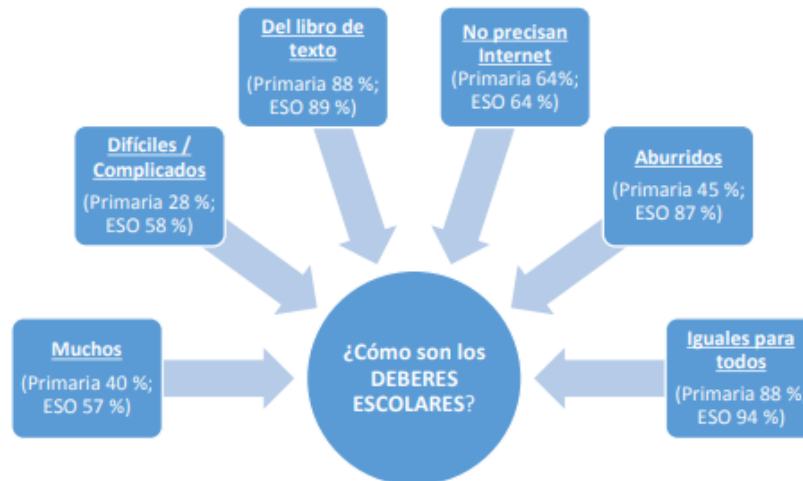 Del libro de
texto
(Primaria 88 %;
ESO 89 %)
No precisan
Internet
(Primaria 64%;
ESO 64 %)
Difíciles /
Complicados
(Primaria 28 %;
ESO 58 %)
Aburridos
(Primaria 45 %;
ESO 87 %)
Muchos
(Primaria 40 %;
ESO 57 %)
¿Cómo son los
DEBERES
ESCOLARES?
Iguales para
todos
(Primaria 88 %
ESO 94 %)